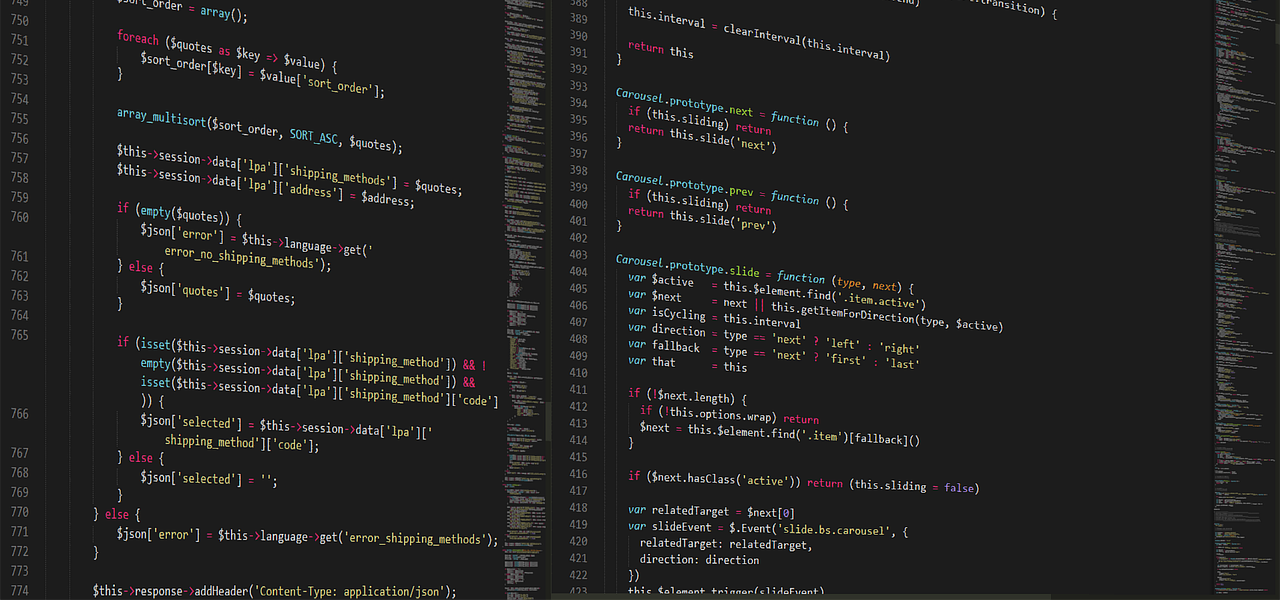 748 $sort_order = array();
749
750 foreach ($quotes as $key => $value) {
751 $sort_order[$key] = $value['sort_order'];
752 }
753
754 array_multisort($sort_order, SORT_ASC, $quotes);
755
756 $this->session->data['lpa']['shipping_methods'] = $quotes;
757 $this->session->data['lpa']['address'] = $address;
758
759 if (empty($quotes)) {
760 $json['error'] = $this->language->get('
error_no_shipping_methods');
761 } else {
762 $json['quotes'] = $quotes;
763 }
764
765 if (isset($this->session->data['lpa']['shipping_method']) && !
empty($this->session->data['lpa']['shipping_method']) &&
isset($this->session->data['lpa']['shipping_method']['code']
)) {
766 $json['selected'] = $this->session->data['lpa']['
shipping_method']['code'];
767 } else {
768 $json['selected'] = '';
769 }
770 } else {
771 $json['error'] = $this->language->get('error_shipping_methods');
772 }
773
774 $this->response->addHeader('Content-Type: application/json');
transition) {
388 this.interval = clearInterval(this.interval)
389
390 return this
391 }
392
393 Carousel.prototype.next = function () {
394 if (this.sliding) return
395 return this.slide('next')
396 }
397
398 Carousel.prototype.prev = function () {
399 if (this.sliding) return
400 return this.slide('prev')
401 }
402
403 Carousel.prototype.slide = function (type, next) {
404 var $active = this.$element.find('.item.active')
405 var $next = next || this.getItemForDirection(type, $active)
406 var isCycling = this.interval
407 var direction = type == 'next' ? 'left' : 'right'
408 var fallback = type == 'next' ? 'first' : 'last'
409 var that = this
410
411 if (!$next.length) {
412 if (!this.options.wrap) return
413 $next = this.$element.find('.item')[fallback]()
414 }
415
416 if ($next.hasClass('active')) return (this.sliding = false)
417
418 var relatedTarget = $next[0]
419 var slideEvent = $.Event('slide.bs.carousel', {
420 relatedTarget: relatedTarget,
421 direction: direction
422 })
423 this.$element.trigger(slideEvent)